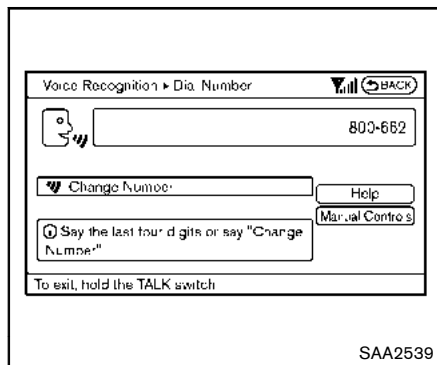 Voice Recognition ▸ Dial Number
BACK
800-662
Change Number
Help
Manual Controls
Say the last four digits or say "Change
Number"
To exit, hold the TALK switch
SAA2539